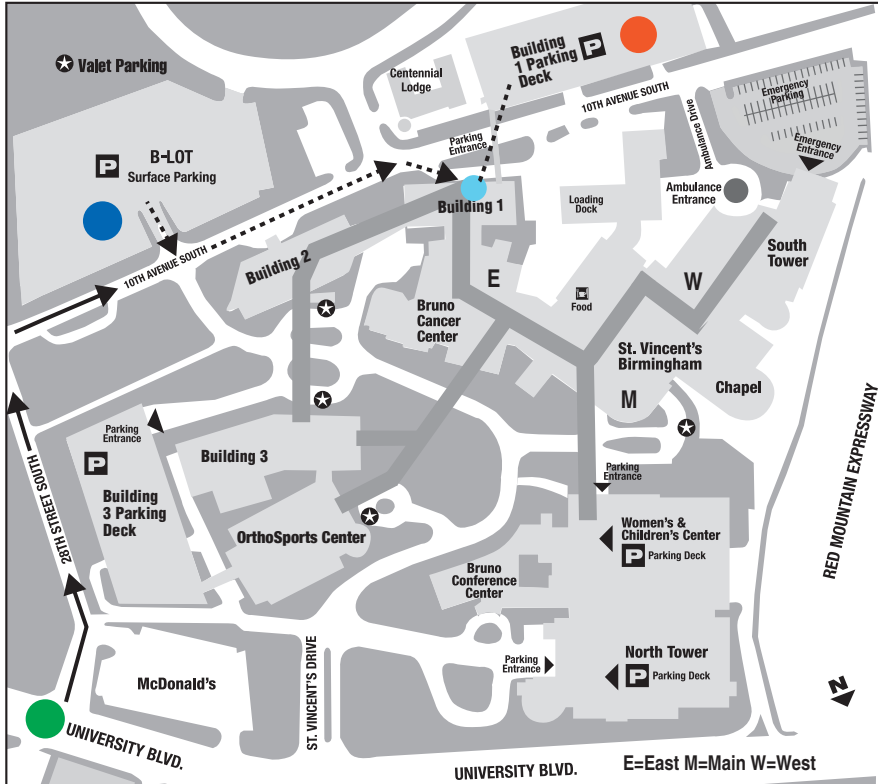 Valet Parking
Building
1 Parking
Deck
P
Centennial
Lodge
10TH AVENUE SOUTH
Emergency
Parking
Parking
Entrance
Ambulance Drive
Emergency
Entrance
P
B-LOT
Surface Parking
Ambulance
Entrance
Loading
Dock
Building 1
10TH AVENUE SOUTH
Building 2
South
Tower
E
W
Food
Bruno
Cancer
Center
St. Vincent's
Birmingham
Chapel
M
Parking
Entrance
P
Building
3 Parking
Deck
Building 3
28TH STREET SOUTH
OrthoSports Center
Parking
Entrance
Women's &
Children's Center
P Parking Deck
RED MOUNTAIN EXPRESSWAY
Bruno
Conference
Center
North Tower
P Parking Deck
Parking
Entrance
N
McDonald's
ST. VINCENT'S DRIVE
UNIVERSITY BLVD.
UNIVERSITY BLVD.
E=East M=Main W=West